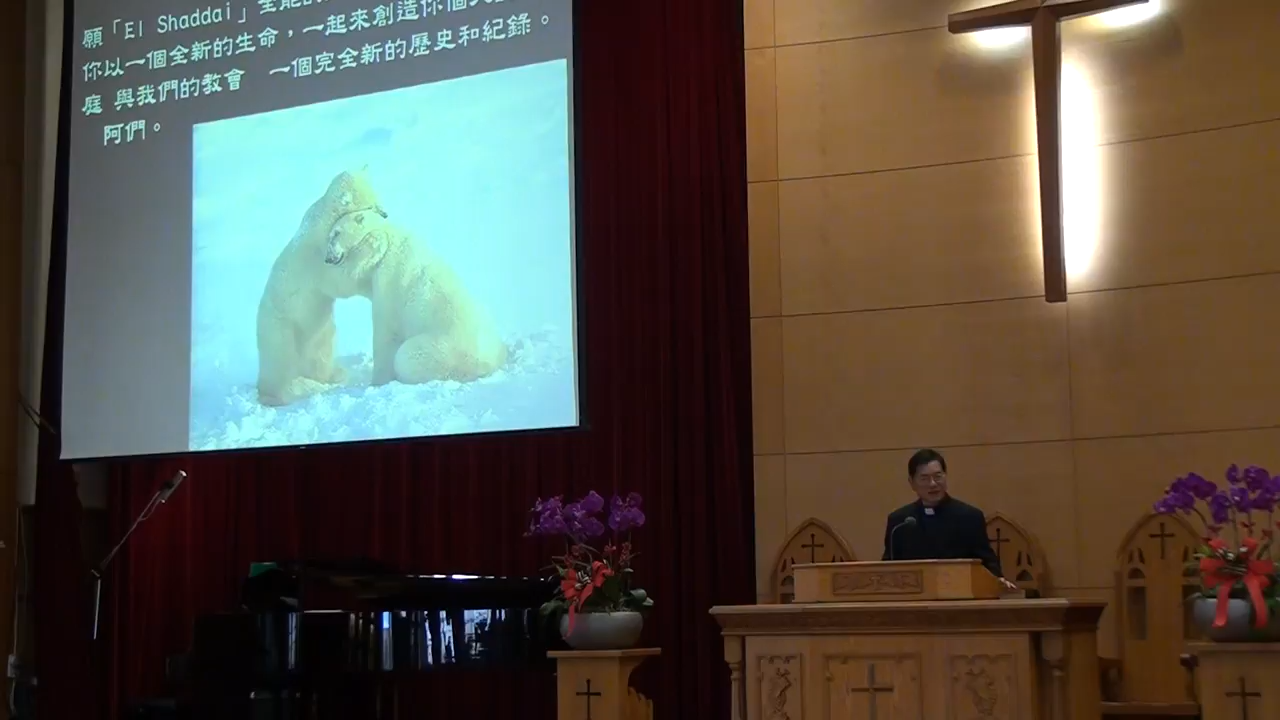 願「El Shaddai」全能的
你以一個全新的生命，一起來創造你個人
庭 與我們的教會　一個完全新的歷史和紀錄。
阿們。